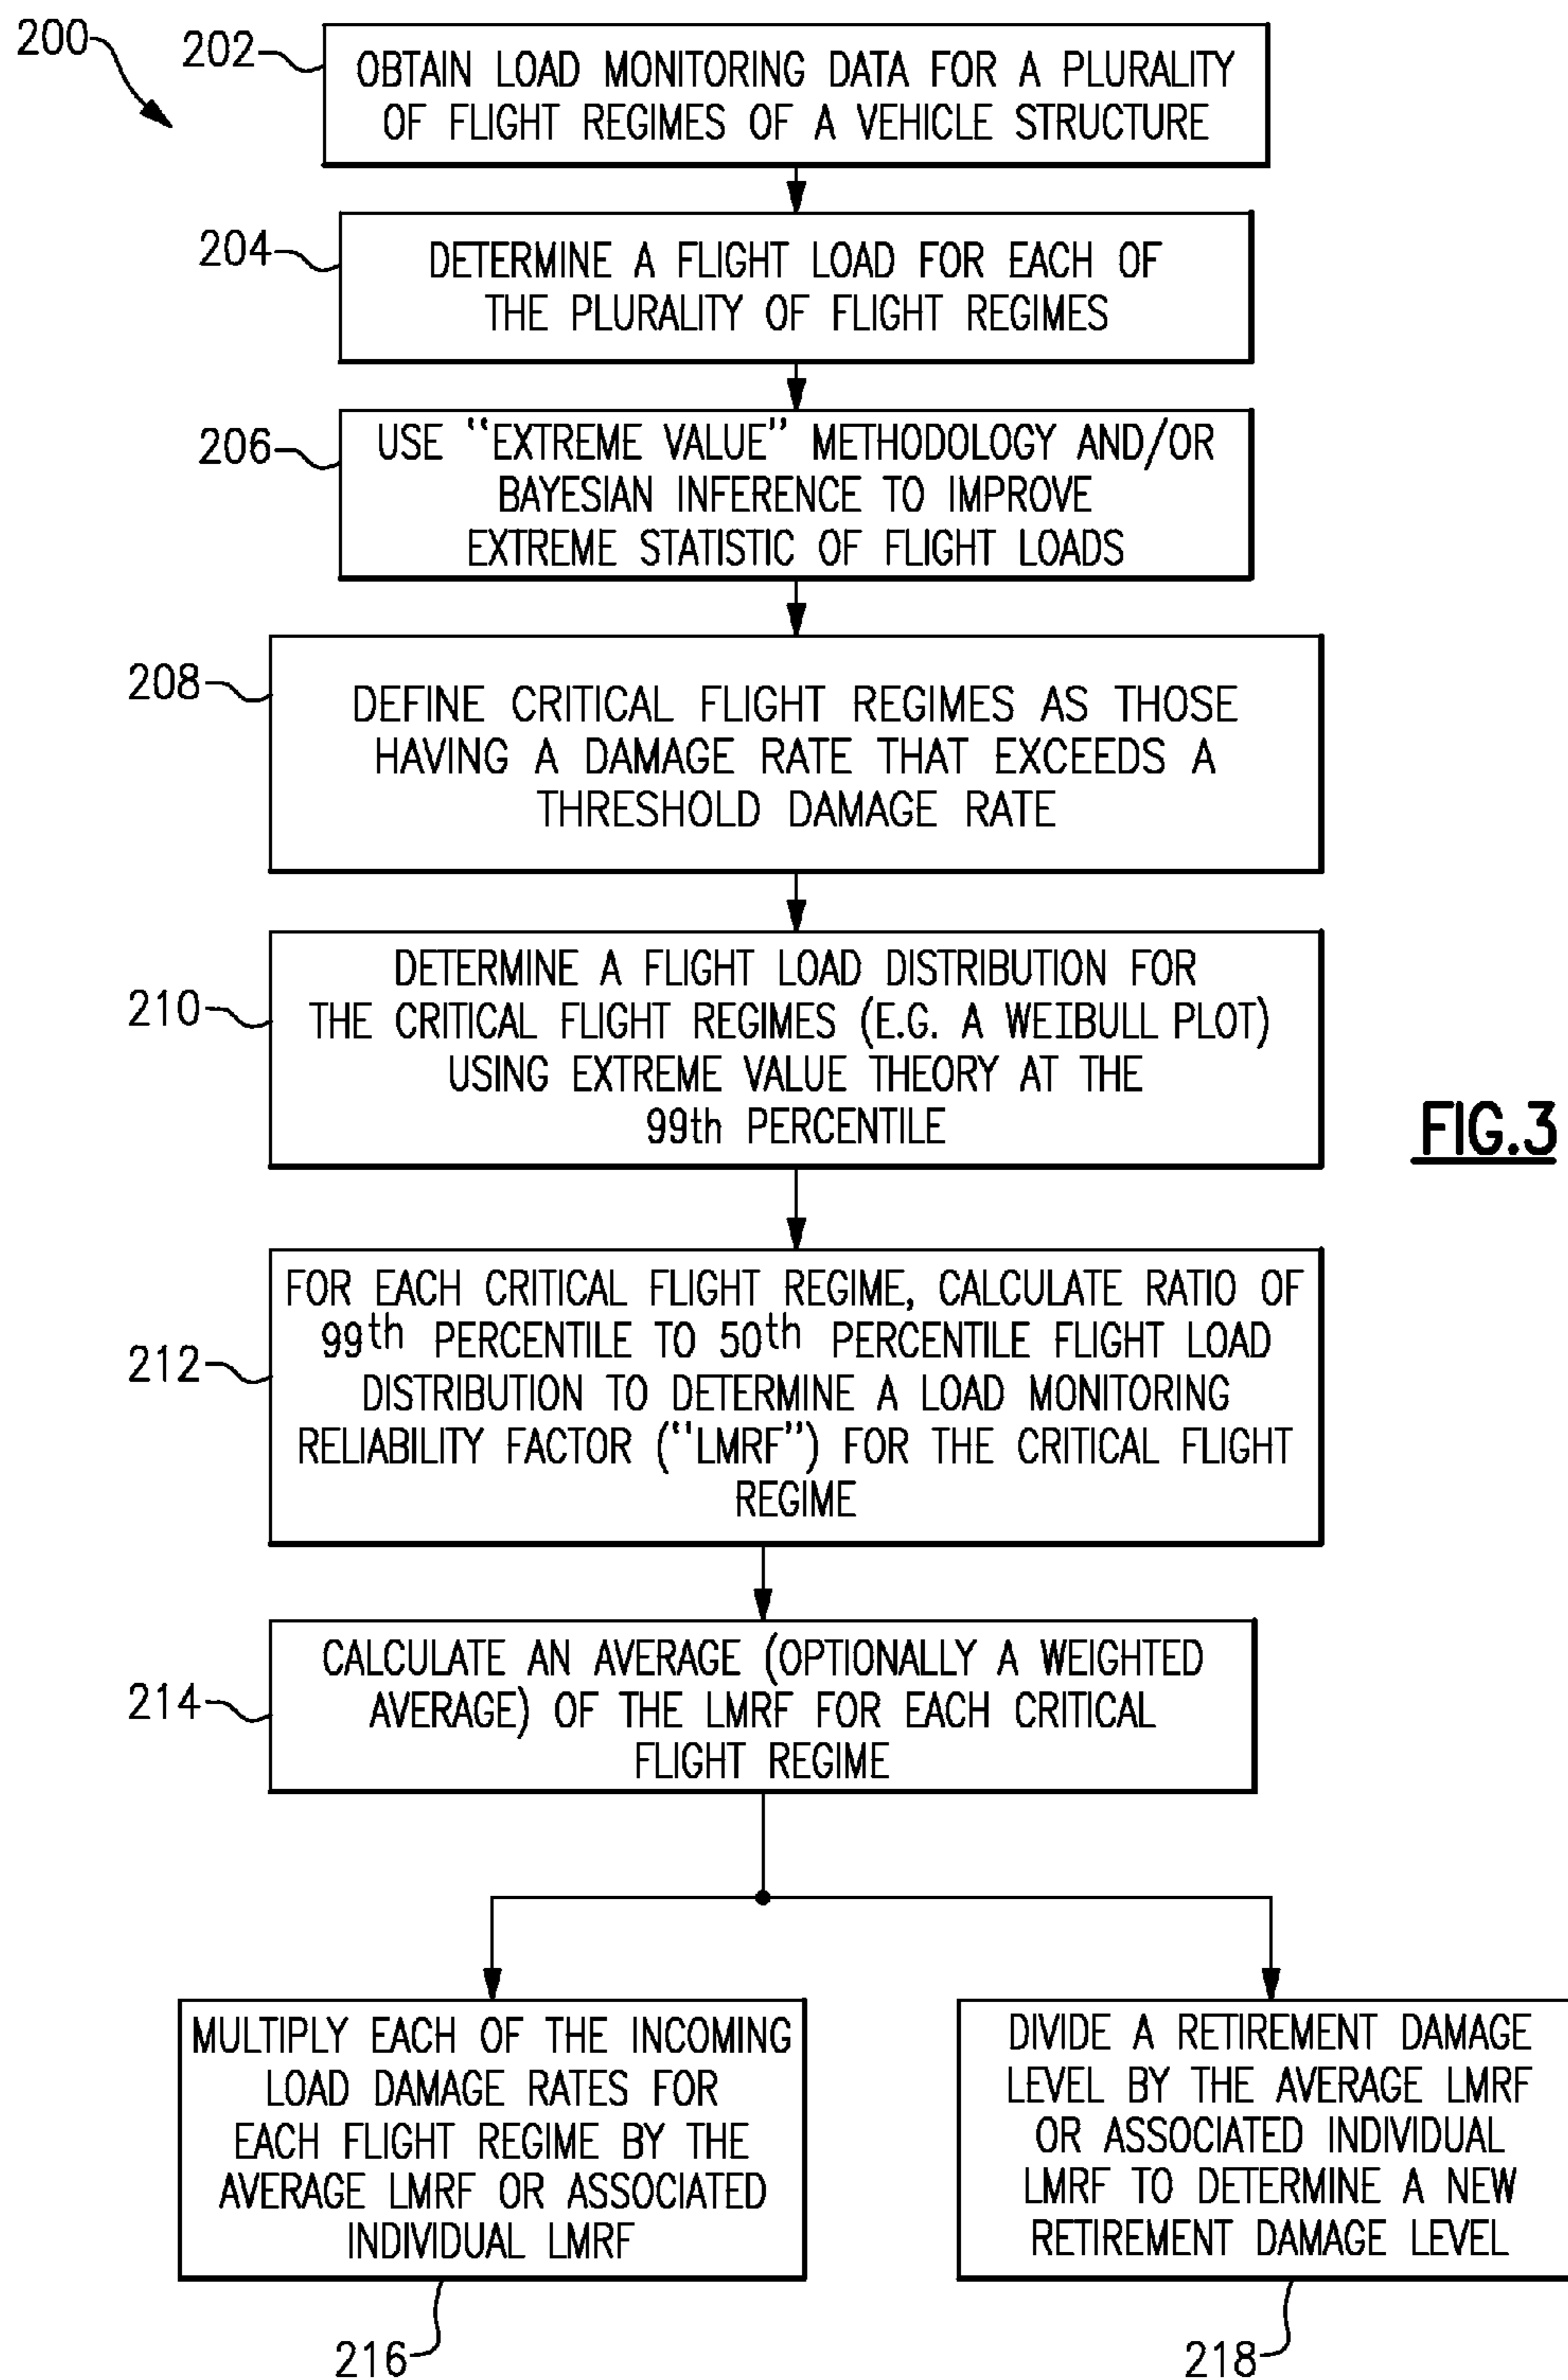 200
202
OBTAIN LOAD MONITORING DATA FOR A PLURALITY
OF FLIGHT REGIMES OF A VEHICLE STRUCTURE
204
DETERMINE A FLIGHT LOAD FOR EACH OF
THE PLURALITY OF FLIGHT REGIMES
206
USE "EXTREME VALUE" METHODOLOGY AND/OR
BAYESIAN INFERENCE TO IMPROVE
EXTREME STATISTIC OF FLIGHT LOADS
208
DEFINE CRITICAL FLIGHT REGIMES AS THOSE
HAVING A DAMAGE RATE THAT EXCEEDS A
THRESHOLD DAMAGE RATE
210
DETERMINE A FLIGHT LOAD DISTRIBUTION FOR
THE CRITICAL FLIGHT REGIMES (E.G. A WEIBULL PLOT)
USING EXTREME VALUE THEORY AT THE
99th PERCENTILE
FIG.3
212
FOR EACH CRITICAL FLIGHT REGIME, CALCULATE RATIO OF
99th PERCENTILE TO 50th PERCENTILE FLIGHT LOAD
DISTRIBUTION TO DETERMINE A LOAD MONITORING
RELIABILITY FACTOR ("LMRF") FOR THE CRITICAL FLIGHT
REGIME
214
CALCULATE AN AVERAGE (OPTIONALLY A WEIGHTED
AVERAGE) OF THE LMRF FOR EACH CRITICAL
FLIGHT REGIME
MULTIPLY EACH OF THE INCOMING
LOAD DAMAGE RATES FOR
EACH FLIGHT REGIME BY THE
AVERAGE LMRF OR ASSOCIATED
INDIVIDUAL LMRF
216
DIVIDE A RETIREMENT DAMAGE
LEVEL BY THE AVERAGE LMRF
OR ASSOCIATED INDIVIDUAL
LMRF TO DETERMINE A NEW
RETIREMENT DAMAGE LEVEL
218